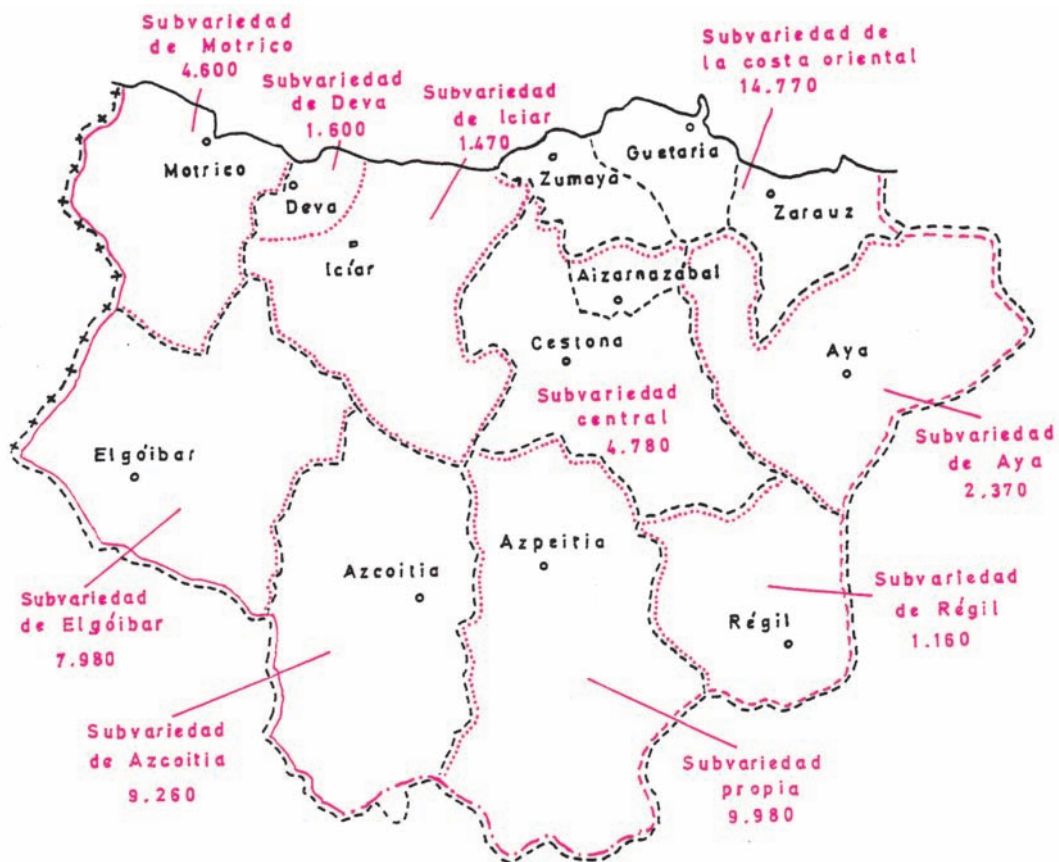 Subvariedad
de Motrico
4.600
Subvariedad
de Deva
1.600
Subvariedad
de Iciar
1.470
Subvariedad de
la costa oriental
14.770
Motrico
Deva
Iciar
Zumaya
Guetaria
Zarauz
Aizarnazabal
Cestona
Aya
Subvariedad
central
4.780
Subvariedad
de Aya
2.370
Elgóibar
Azcoitia
Azpeitia
Régil
Subvariedad
de Régil
1.160
Subvariedad
de Elgóibar
7.980
Subvariedad
de Azcoitia
9.260
Subvariedad
propia
9.980